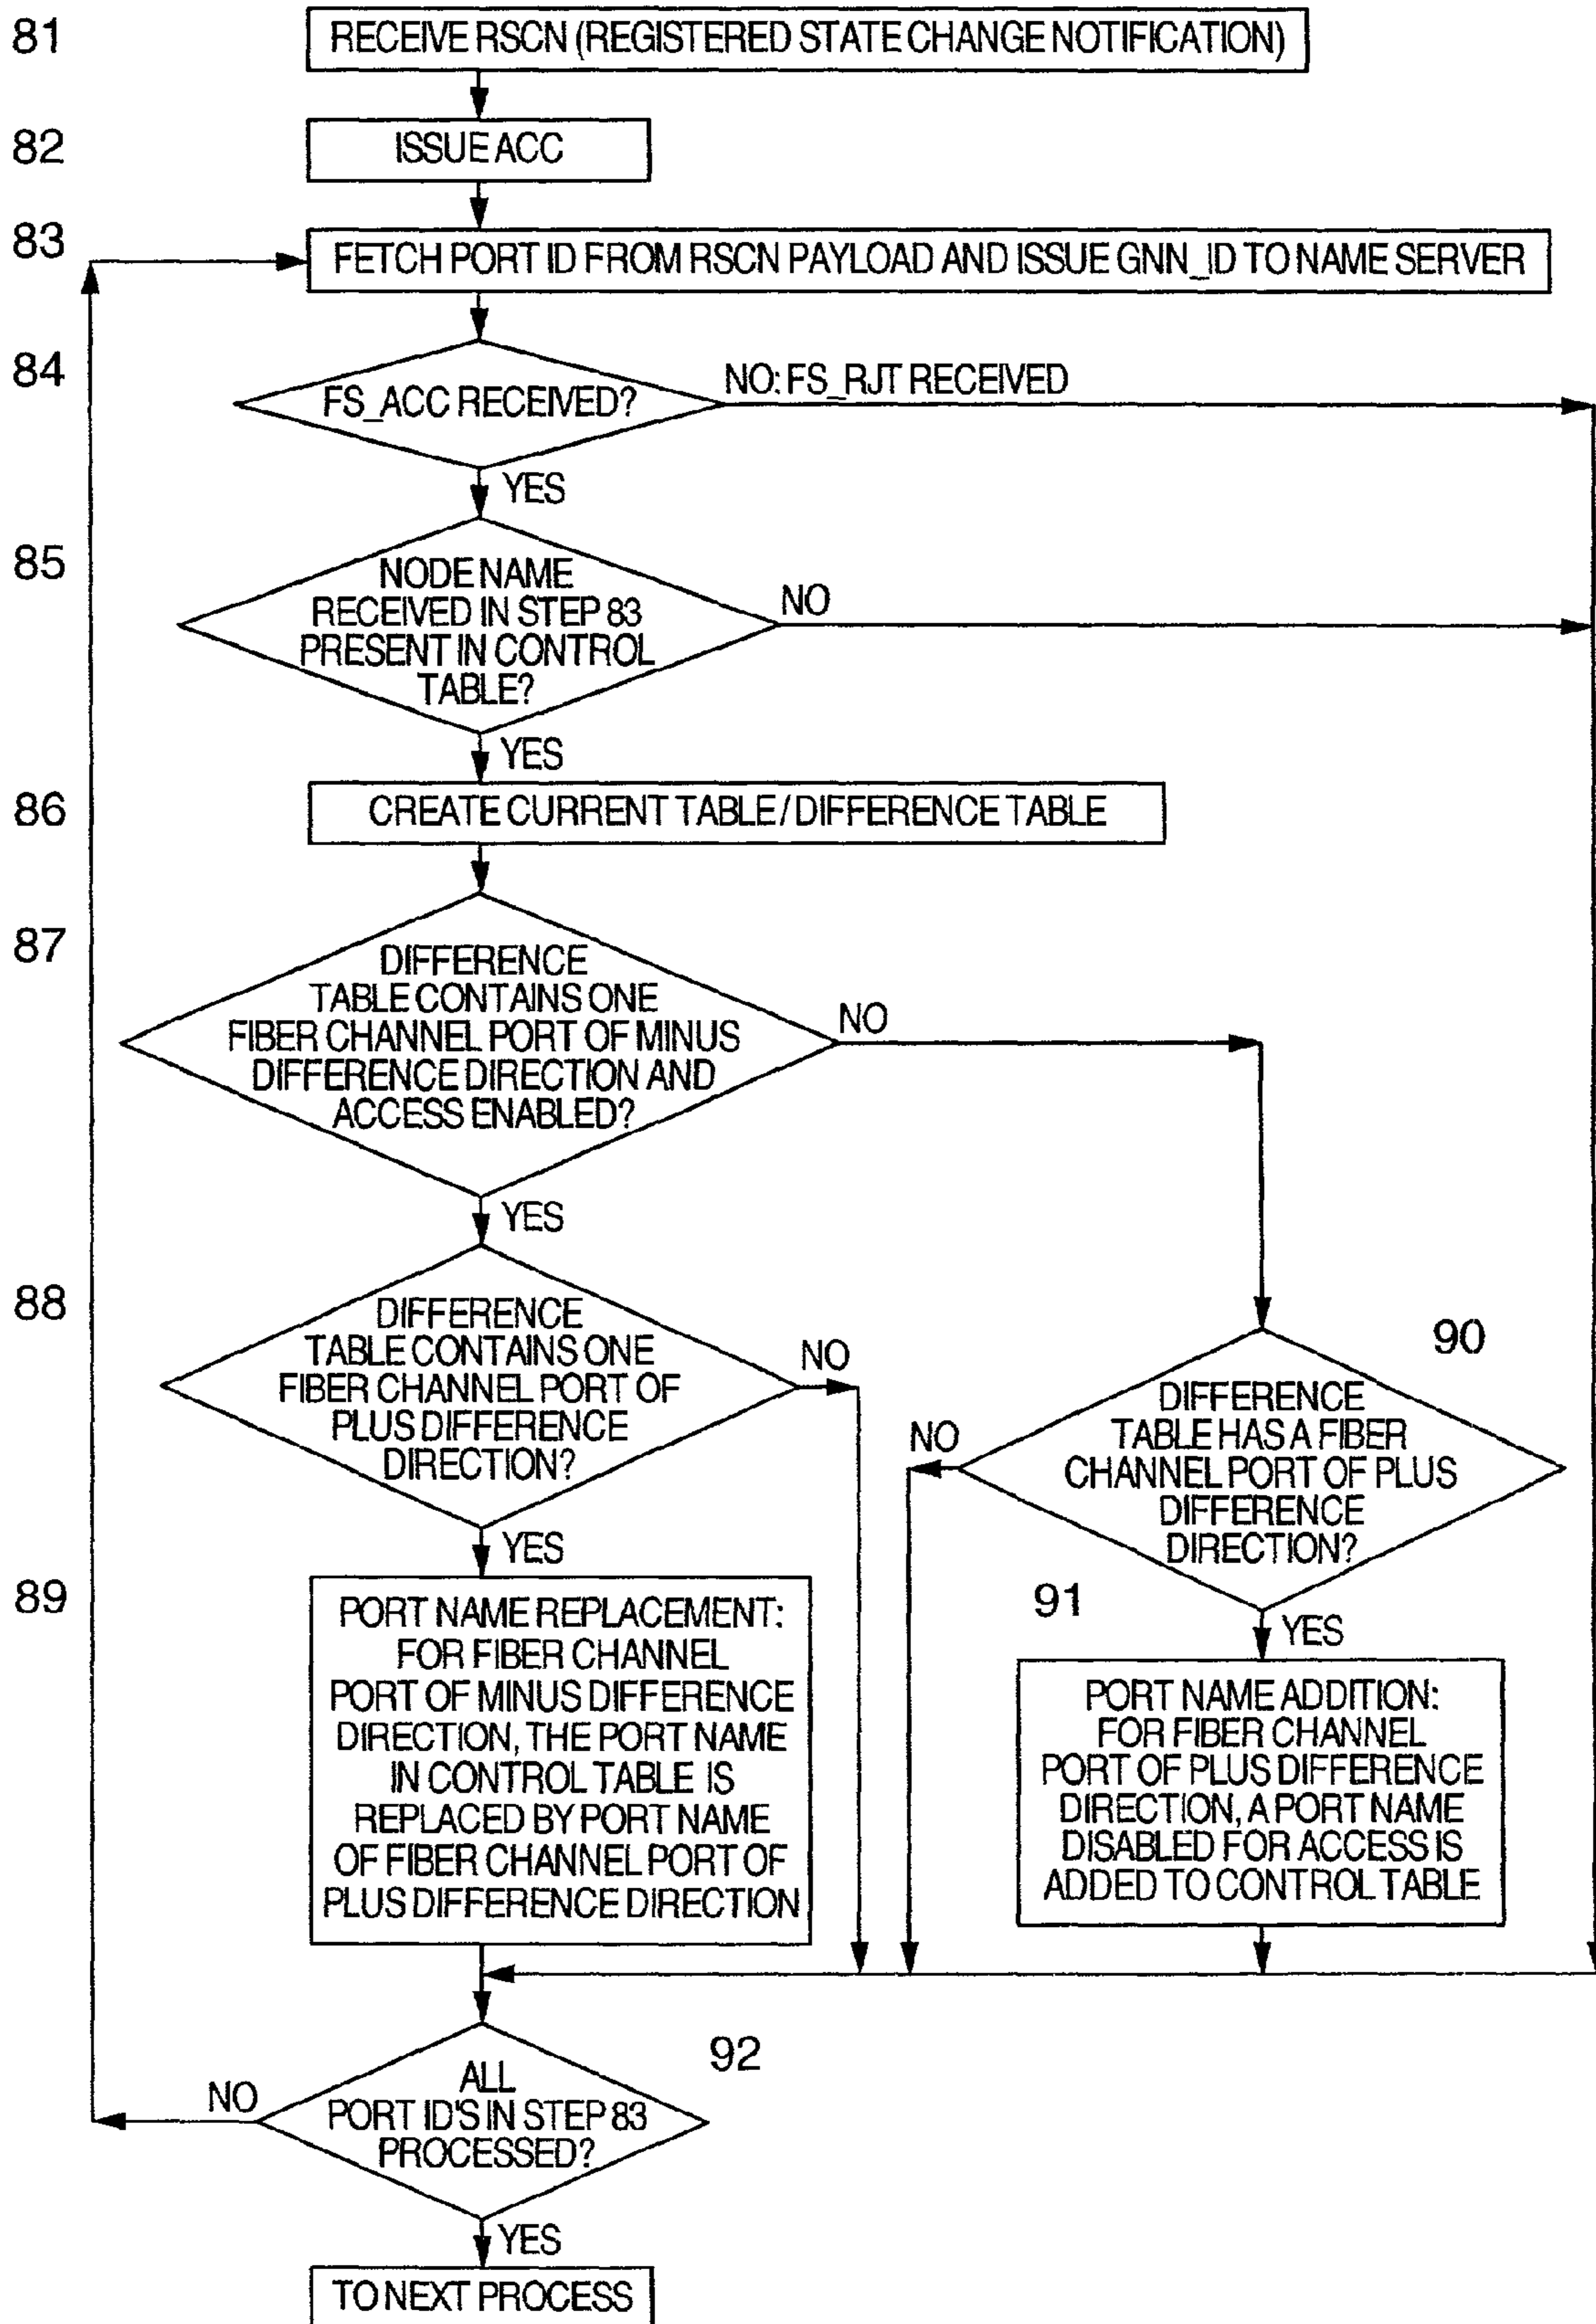 81
RECEIVE RSCN (REGISTERED STATE CHANGE NOTIFICATION)
82
ISSUE ACC
83
FETCH PORT ID FROM RSCN PAYLOAD AND ISSUE GNN_ID TO NAME SERVER
84
FS_ACC RECEIVED?
NO: FS_RJT RECEIVED
YES
85
NODE NAME
RECEIVED IN STEP 83
PRESENT IN CONTROL
TABLE?
NO
YES
86
CREATE CURRENT TABLE / DIFFERENCE TABLE
87
DIFFERENCE
TABLE CONTAINS ONE
FIBER CHANNEL PORT OF MINUS
DIFFERENCE DIRECTION AND
ACCESS ENABLED?
NO
YES
88
DIFFERENCE
TABLE CONTAINS ONE
FIBER CHANNEL PORT OF
PLUS DIFFERENCE
DIRECTION?
NO
YES
90
DIFFERENCE
TABLE HAS A FIBER
CHANNEL PORT OF PLUS
DIFFERENCE
DIRECTION?
NO
YES
89
PORT NAME REPLACEMENT:
FOR FIBER CHANNEL
PORT OF MINUS DIFFERENCE
DIRECTION, THE PORT NAME
IN CONTROL TABLE IS
REPLACED BY PORT NAME
OF FIBER CHANNEL PORT OF
PLUS DIFFERENCE DIRECTION
91
PORT NAME ADDITION:
FOR FIBER CHANNEL
PORT OF PLUS DIFFERENCE
DIRECTION, A PORT NAME
DISABLED FOR ACCESS IS
ADDED TO CONTROL TABLE
92
ALL
PORT ID'S IN STEP 83
PROCESSED?
NO
YES
TO NEXT PROCESS